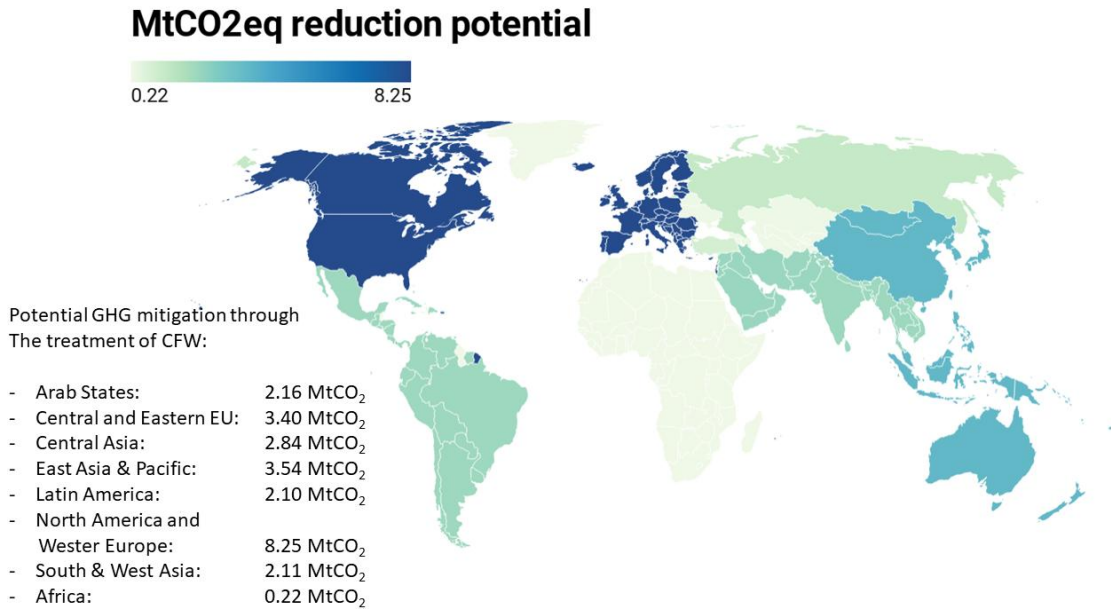 MtCO2eq reduction potential
0.22 8.25
Potential GHG mitigation through
The treatment of CFW:
- Arab States: 2.16 MtCO₂
- Central and Eastern EU: 3.40 MtCO₂
- Central Asia: 2.84 MtCO₂
- East Asia & Pacific: 3.54 MtCO₂
- Latin America: 2.10 MtCO₂
- North America and
Wester Europe: 8.25 MtCO₂
- South & West Asia: 2.11 MtCO₂
- Africa: 0.22 MtCO₂